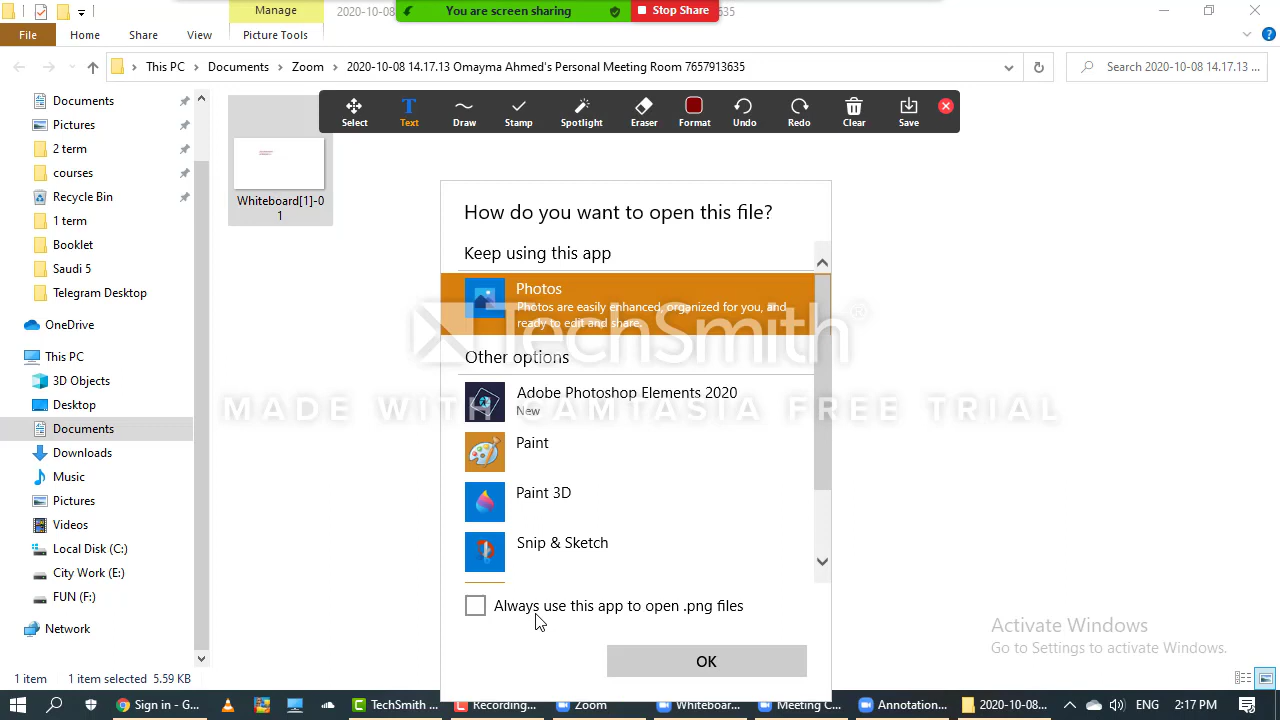 Manage
2020-10-08
You are screen sharing
Stop Share
635
File
Home
Share
View
Picture Tools
This PC
Documents
Zoom
2020-10-08 14.17.13 Omayma Ahmed's Personal Meeting Room 7657913635
Search 2020-10-08 14.17.13 ...
Select
Text
Draw
Stamp
Spotlight
Eraser
Format
Undo
Redo
Clear
Save
Documents
Pictures
2 term
courses
Recycle Bin
1 term
Booklet
Saudi 5
Telegram Desktop
OneDrive
This PC
3D Objects
Desktop
Documents
Downloads
Music
Pictures
Videos
Local Disk (C:)
City Work (E:)
FUN (F:)
Network
Whiteboard[1]-0
1
How do you want to open this file?
Keep using this app
Photos
Photos are easily enhanced, organized for you, and
ready to edit and share.
Other options
Adobe Photoshop Elements 2020
New
Paint
Paint 3D
Snip & Sketch
Always use this app to open .png files
OK
TechSmith®
MADE WITH CAMTASIA FREE TRIAL
Activate Windows
Go to Settings to activate Windows.
1 item
1 item selected 5.59 KB
Sign in - G...
TechSmith ...
Recording...
Zoom
Whiteboar...
Meeting C...
Annotation...
2020-10-08...
ENG
2:17 PM